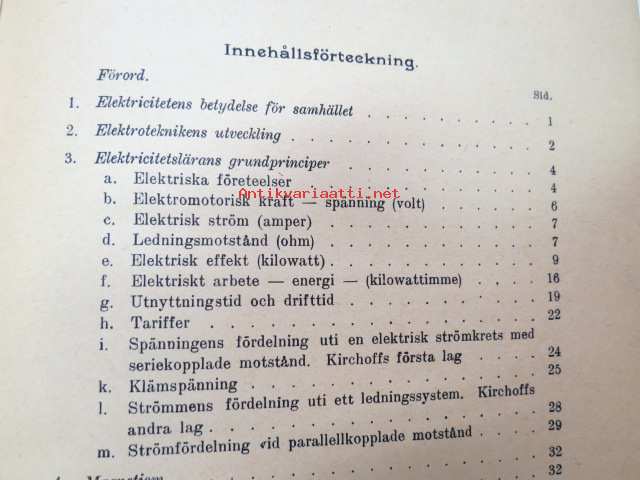 Innehållsförteckning.
Förord.
Sid.
1. Elektricitetens betydelse för samhället . . . . . . . . . 1
2. Elektroteknikens utveckling . . . . . . . . . . . . 2
3. Elektricitetslärans grundprinciper . . . . . . . . . . 4
a. Elektriska företeelser . . . . . . . . . . . . 4
Antikvariaatti.net
b. Elektromotorisk kraft — spänning (volt) . . . . . . 6
c. Elektrisk ström (amper) . . . . . . . . . . . 7
d. Ledningsmotstånd (ohm) . . . . . . . . . . . 7
e. Elektrisk effekt (kilowatt) . . . . . . . . . . . 9
f. Elektriskt arbete — energi — (kilowattimme) . . . . 16
g. Utnyttningstid och drifttid . . . . . . . . . . 19
h. Tariffer . . . . . . . . . . . . . . . . 22
i. Spänningens fördelning uti en elektrisk strömkrets med
seriekopplade motstånd. Kirchoffs första lag . . . . 24
k. Klämspänning . . . . . . . . . . . . . . 25
l. Strömmens fördelning uti ett ledningssystem. Kirchoffs
andra lag . . . . . . . . . . . . . . . 28
m. Strömfördelning vid parallellkopplade motstånd . . . . 29
32
4. Magnetism . . . . . . . . . . . . . . . 32